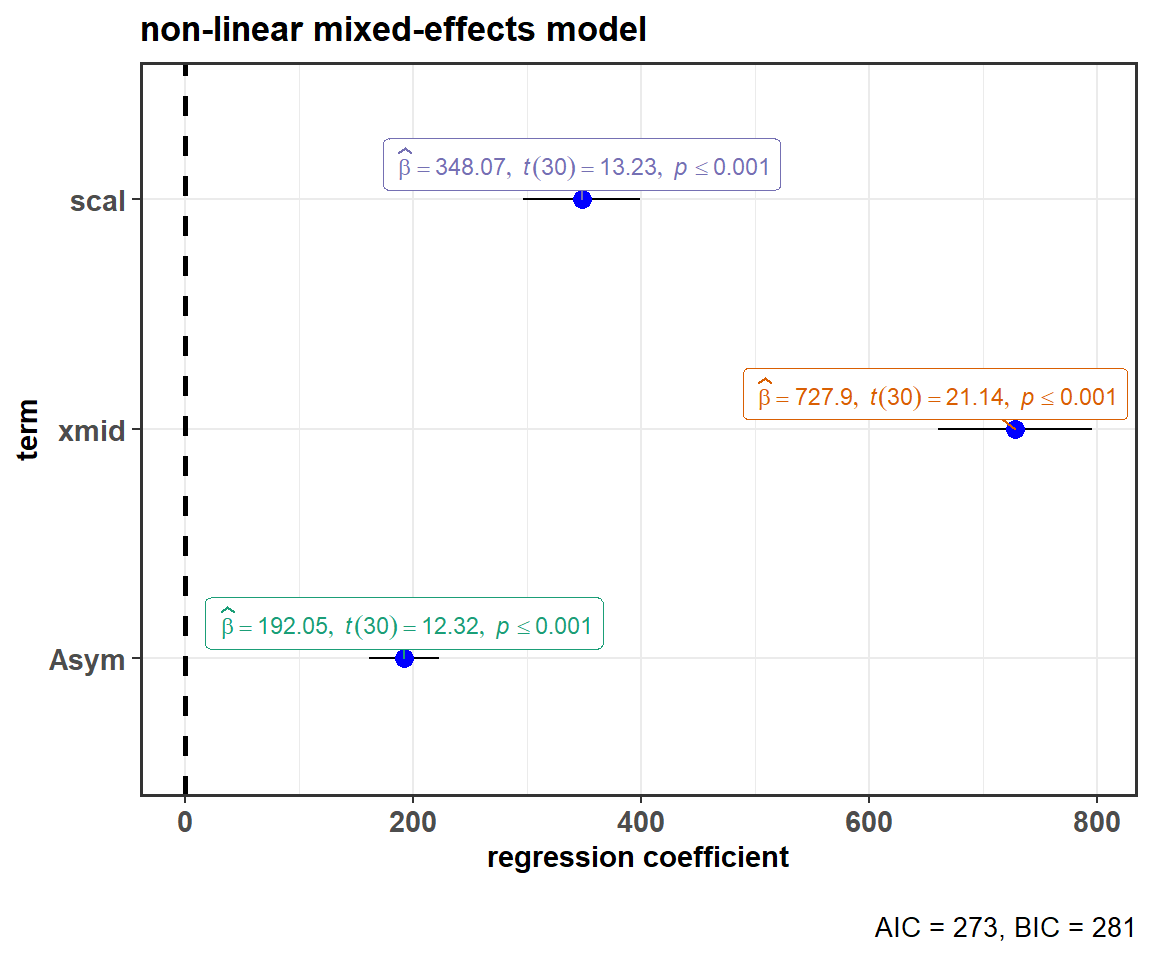 non-linear mixed-effects model
β̂ = 348.07, t(30) = 13.23, p ≤ 0.001
scal
β̂ = 727.9, t(30) = 21.14, p ≤ 0.001
xmid
term
β̂ = 192.05, t(30) = 12.32, p ≤ 0.001
Asym
0 200 400 600 800
regression coefficient
AIC = 273, BIC = 281